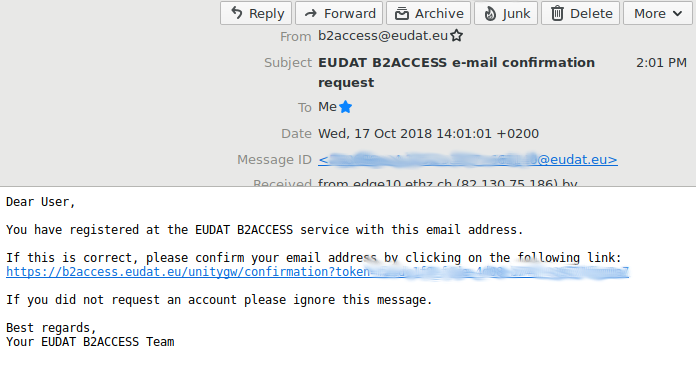 Reply Forward Archive Junk Delete More
From b2access@eudat.eu
Subject EUDAT B2ACCESS e-mail confirmation 2:01 PM
request
To Me
Date Wed, 17 Oct 2018 14:01:01 +0200
Message ID < @eudat.eu>
Received from edge10.ethz.ch (82.130.75.186) by
Dear User,
You have registered at the EUDAT B2ACCESS service with this email address.
If this is correct, please confirm your email address by clicking on the following link:
https://b2access.eudat.eu/unitygw/confirmation?token=
If you did not request an account please ignore this message.
Best regards,
Your EUDAT B2ACCESS Team